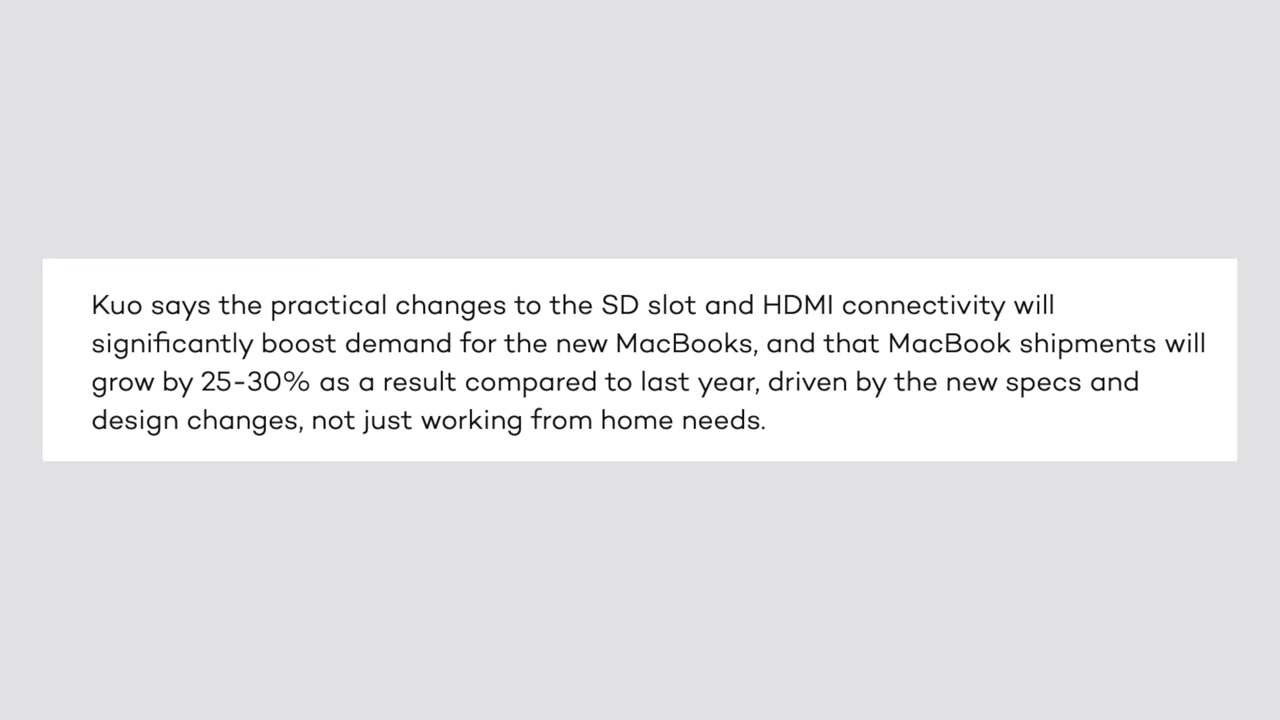 Kuo says the practical changes to the SD slot and HDMI connectivity will
significantly boost demand for the new MacBooks, and that MacBook shipments will
grow by 25-30% as a result compared to last year, driven by the new specs and
design changes, not just working from home needs.